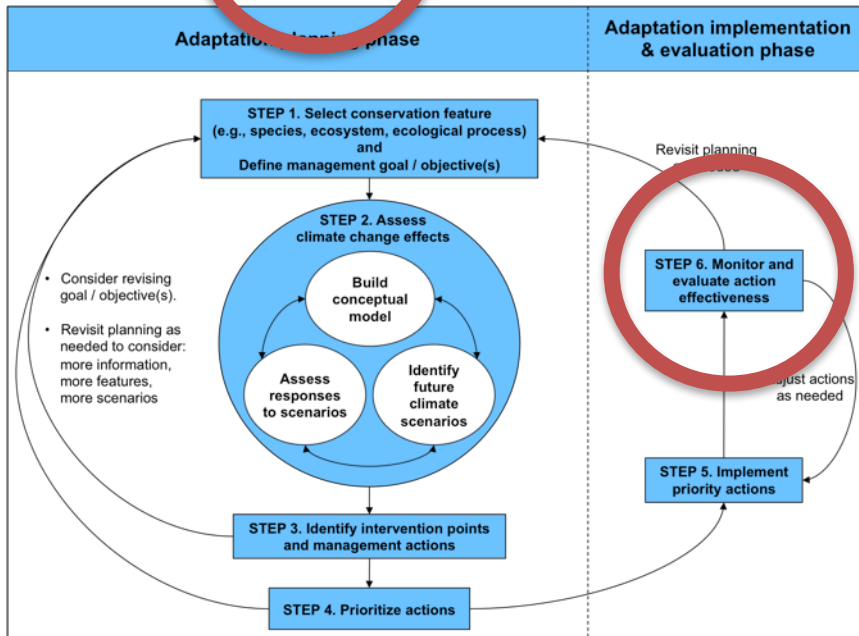 Adaptation planning phase
Adaptation implementation
& evaluation phase
STEP 1. Select conservation feature
(e.g., species, ecosystem, ecological process)
and
Define management goal / objective(s)
Revisit planning
STEP 2. Assess
climate change effects
Build
conceptual
model
Assess
responses
to scenarios
Identify
future
climate
scenarios
• Consider revising
goal / objective(s).
• Revisit planning as
needed to consider:
more information,
more features,
more scenarios
STEP 6. Monitor and
evaluate action
effectiveness
actions
as needed
STEP 5. Implement
priority actions
STEP 3. Identify intervention points
and management actions
STEP 4. Prioritize actions